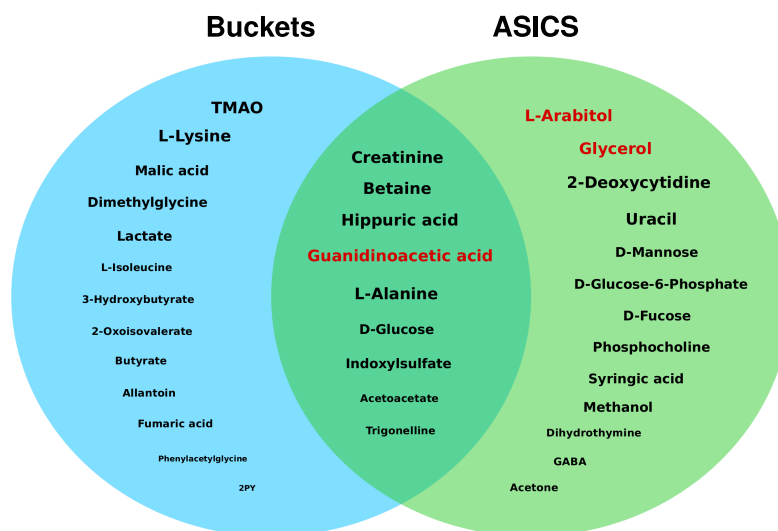 Buckets
ASICS
TMAO
L-Lysine
Malic acid
Dimethylglycine
Lactate
L-Isoleucine
3-Hydroxybutyrate
2-Oxoisovalerate
Butyrate
Allantoin
Fumaric acid
Phenylacetylglycine
2PY
Creatinine
Betaine
Hippuric acid
Guanidinoacetic acid
L-Alanine
D-Glucose
Indoxylsulfate
Acetoacetate
Trigonelline
L-Arabitol
Glycerol
2-Deoxycytidine
Uracil
D-Mannose
D-Glucose-6-Phosphate
D-Fucose
Phosphocholine
Syringic acid
Methanol
Dihydrothymine
GABA
Acetone